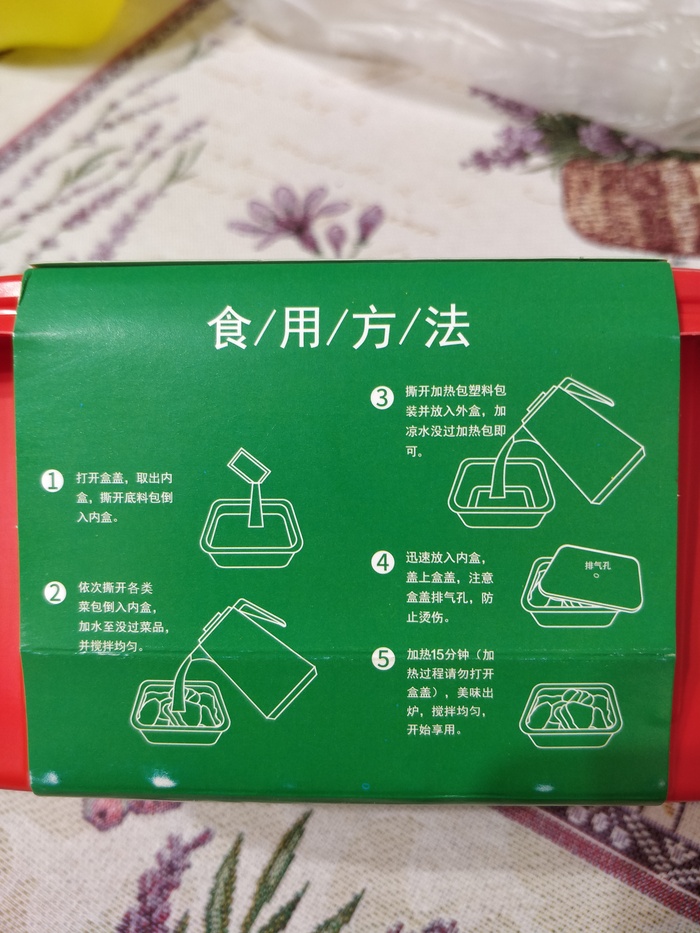 食/用/方/法
1 打开盒盖，取出内
盒，撕开底料包倒
入内盒。
2 依次撕开各类
菜包倒入内盒，
加水至没过菜品，
并搅拌均匀。
3 撕开加热包塑料包
装并放入外盒，加
凉水没过加热包即
可。
4 迅速放入内盒，
盖上盒盖，注意
盒盖排气孔，防
止烫伤。
排气孔
5 加热15分钟（加
热过程请勿打开
盒盖），美味出
炉，搅拌均匀，
开始享用。